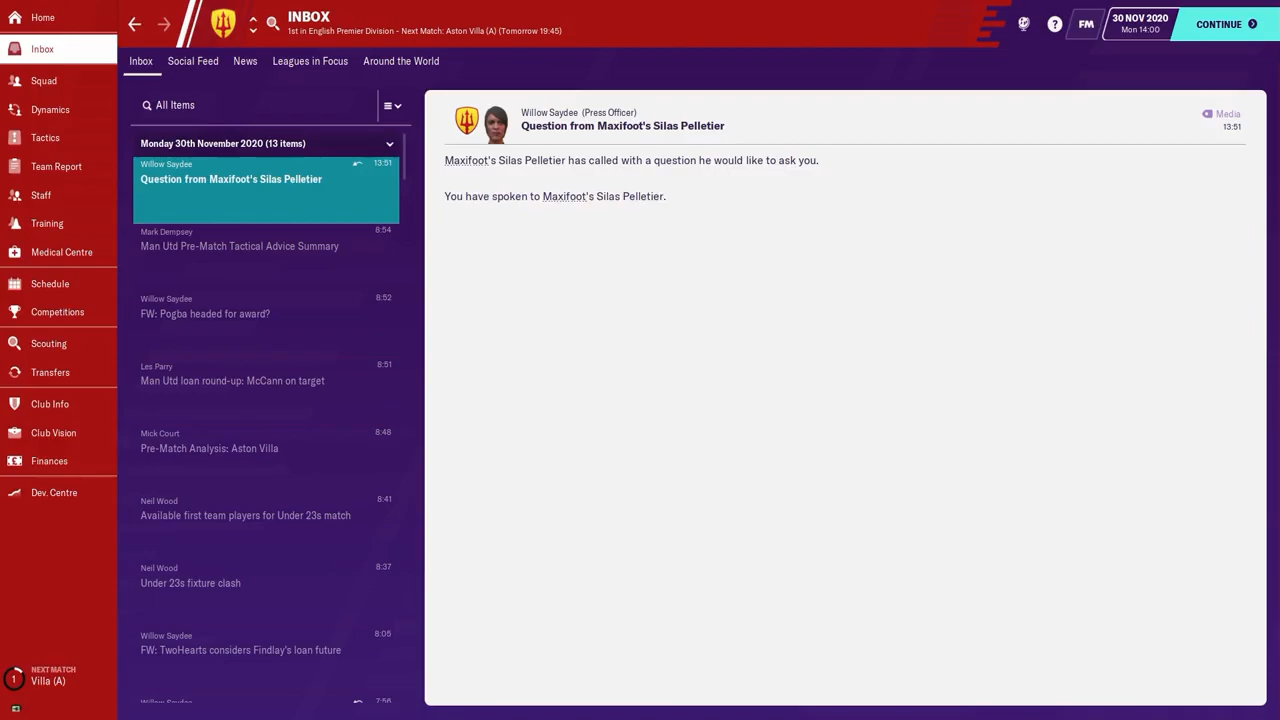 Home
Inbox
Squad
Dynamics
Tactics
Team Report
Staff
Training
Medical Centre
Schedule
Competitions
Scouting
Transfers
Club Info
Club Vision
Finances
Dev. Centre
1
NEXT MATCH
Villa (A)
INBOX
1st in English Premier Division - Next Match: Aston Villa (A) (Tomorrow 19:45)
?
FM
30 NOV 2020
Mon 14:00
CONTINUE
Inbox Social Feed News Leagues in Focus Around the World
All Items
Monday 30th November 2020 (13 items)
Willow Saydee 13:51
Question from Maxifoot's Silas Pelletier
Mark Dempsey 8:54
Man Utd Pre-Match Tactical Advice Summary
Willow Saydee 8:52
FW: Pogba headed for award?
Les Parry 8:51
Man Utd loan round-up: McCann on target
Mick Court 8:48
Pre-Match Analysis: Aston Villa
Neil Wood 8:41
Available first team players for Under 23s match
Neil Wood 8:37
Under 23s fixture clash
Willow Saydee 8:05
FW: TwoHearts considers Findlay's loan future
Willow Saydee 7:56
Willow Saydee (Press Officer)
Question from Maxifoot's Silas Pelletier
Media
13:51
Maxifoot's Silas Pelletier has called with a question he would like to ask you.
You have spoken to Maxifoot's Silas Pelletier.